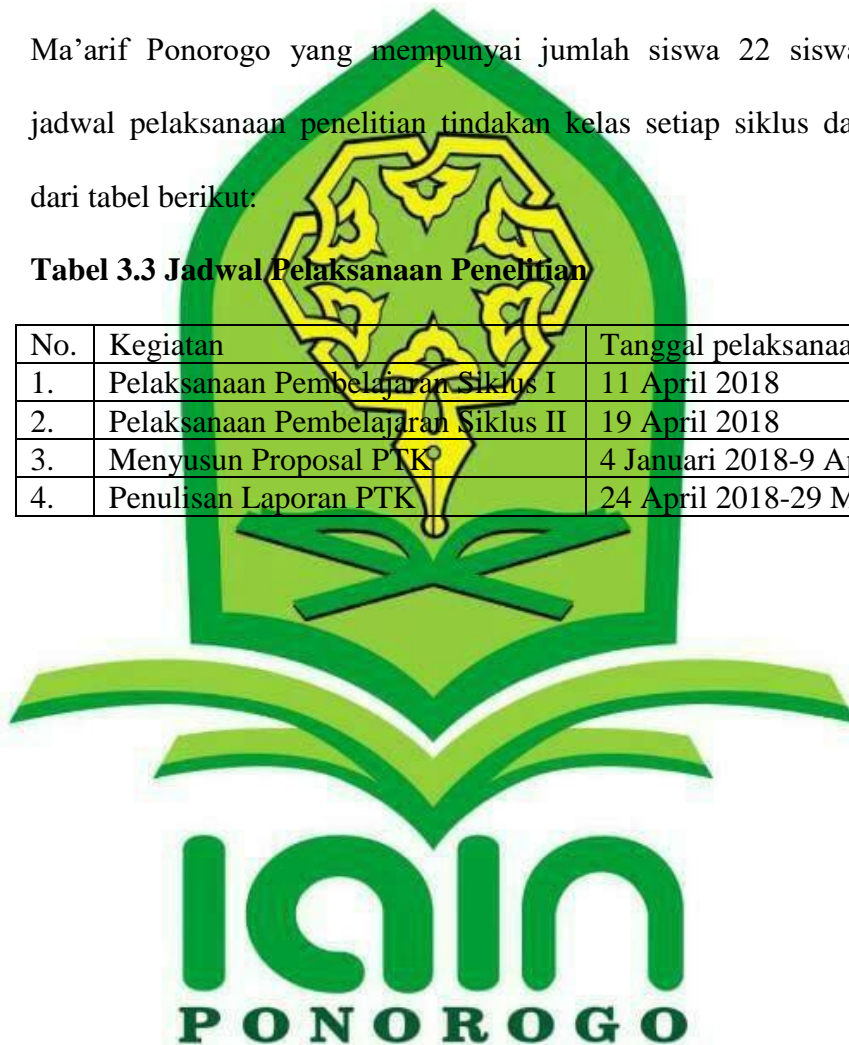 Ma’arif Ponorogo yang mempunyai jumlah siswa 22 siswa
jadwal pelaksanaan penelitian tindakan kelas setiap siklus da
dari tabel berikut:
Tabel 3.3 Jadwal Pelaksanaan Penelitian
No. Kegiatan Tanggal pelaksanaa
1. Pelaksanaan Pembelajaran Siklus I 11 April 2018
2. Pelaksanaan Pembelajaran Siklus II 19 April 2018
3. Menyusun Proposal PTK 4 Januari 2018-9 Ap
4. Penulisan Laporan PTK 24 April 2018-29 M
iain
PONOROGO